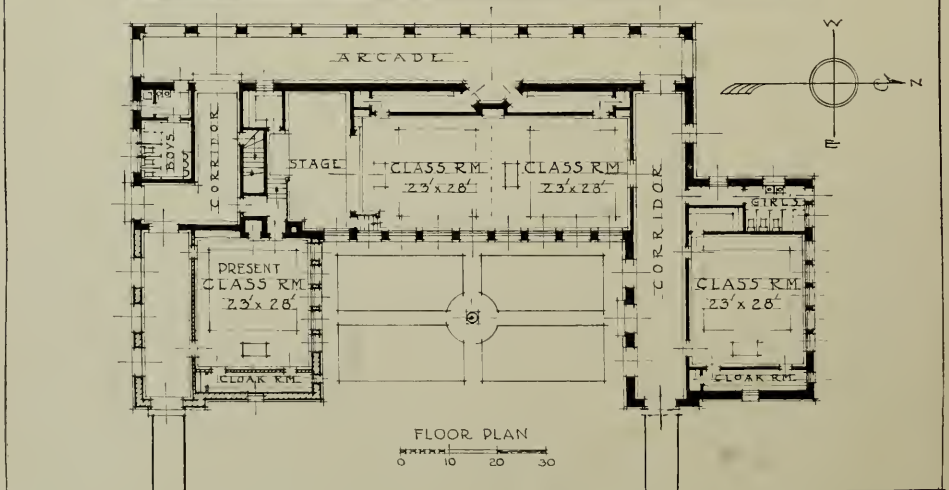 W
N
E
ARCADE
BOYS
CORRIDOR
STAGE
CLASS RM.
23' x 28'
CLASS RM.
23' x 28'
CORRIDOR
GIRLS
PRESENT
CLASS RM.
23' x 28'
CLOAK RM.
CLASS RM.
23' x 28'
CLOAK RM.
FLOOR PLAN
0 10 20 30